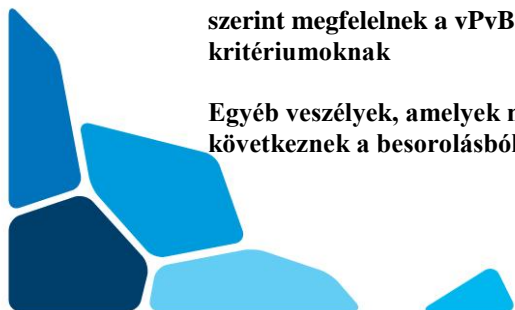 szerint megfelelnek a vPvB
kritériumoknak
Egyéb veszélyek, amelyek
következnek a besorolásból